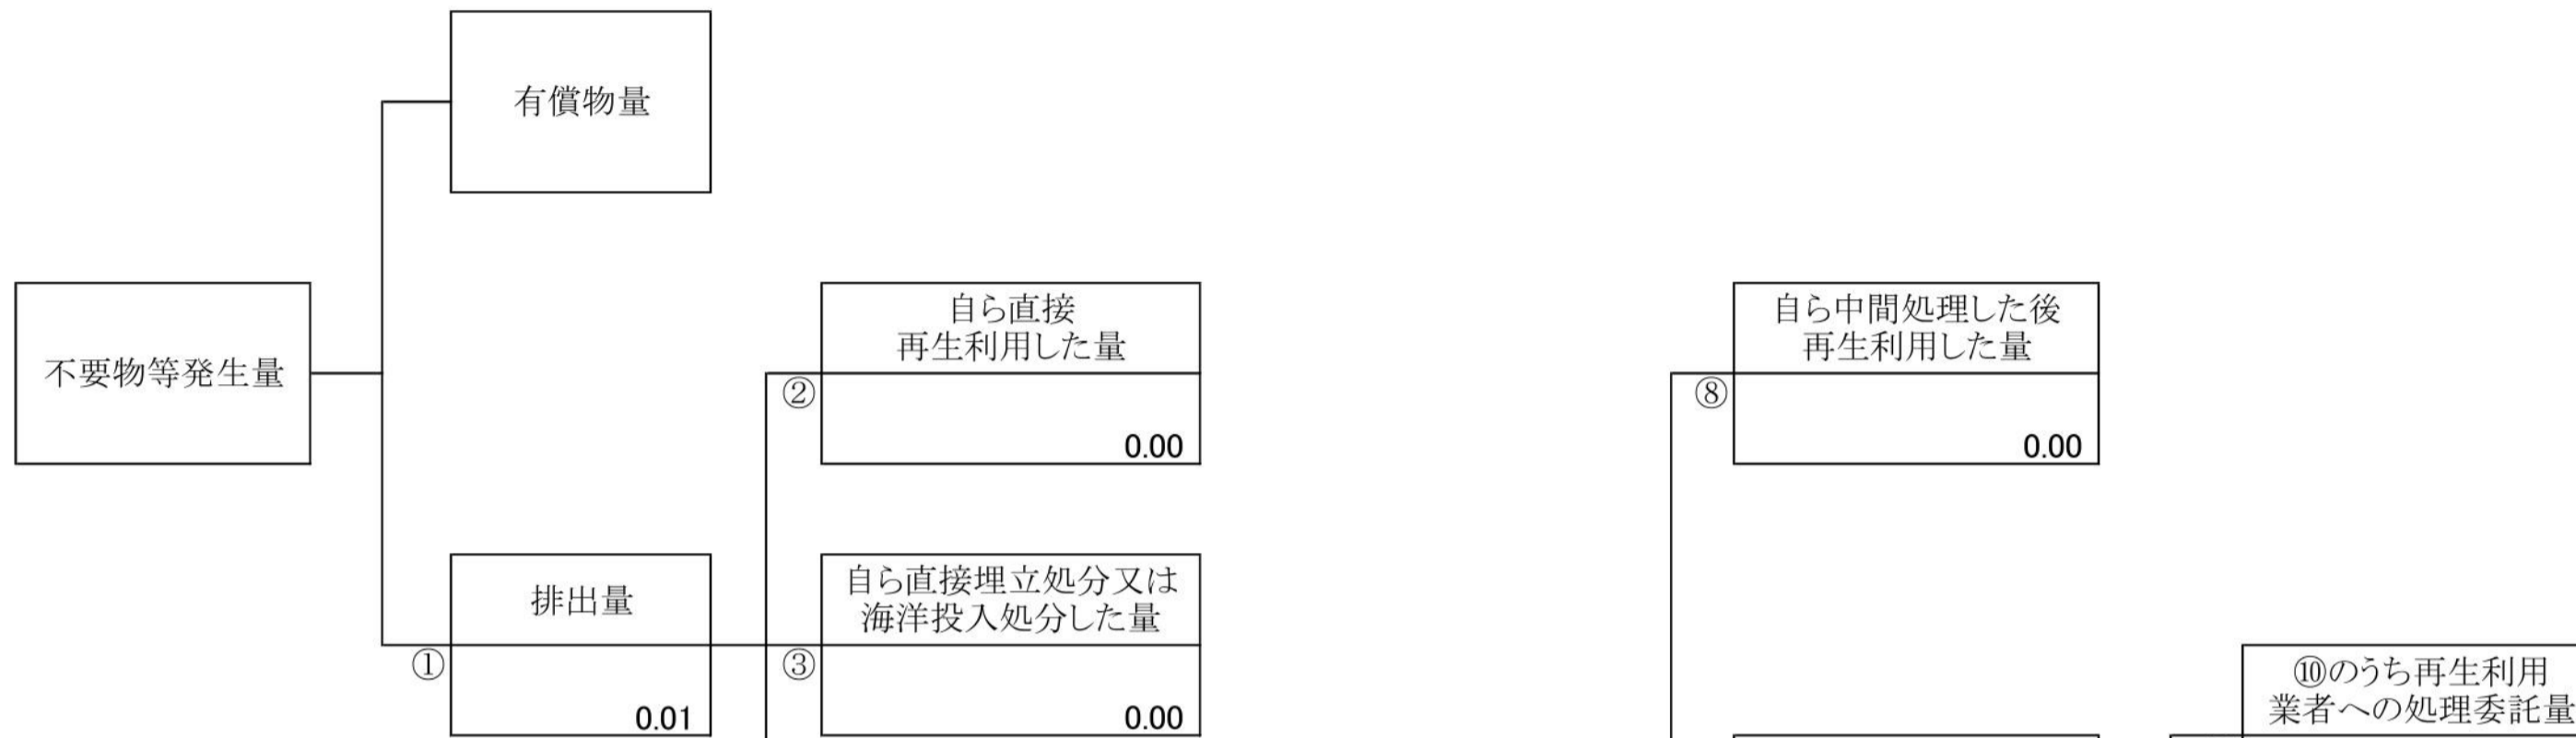 有償物量
不要物等発生量
自ら直接
再生利用した量
②
0.00
自ら中間処理した後
再生利用した量
⑧
0.00
排出量
①
0.01
自ら直接埋立処分又は
海洋投入処分した量
③
0.00
⑩のうち再生利用
業者への処理委託量